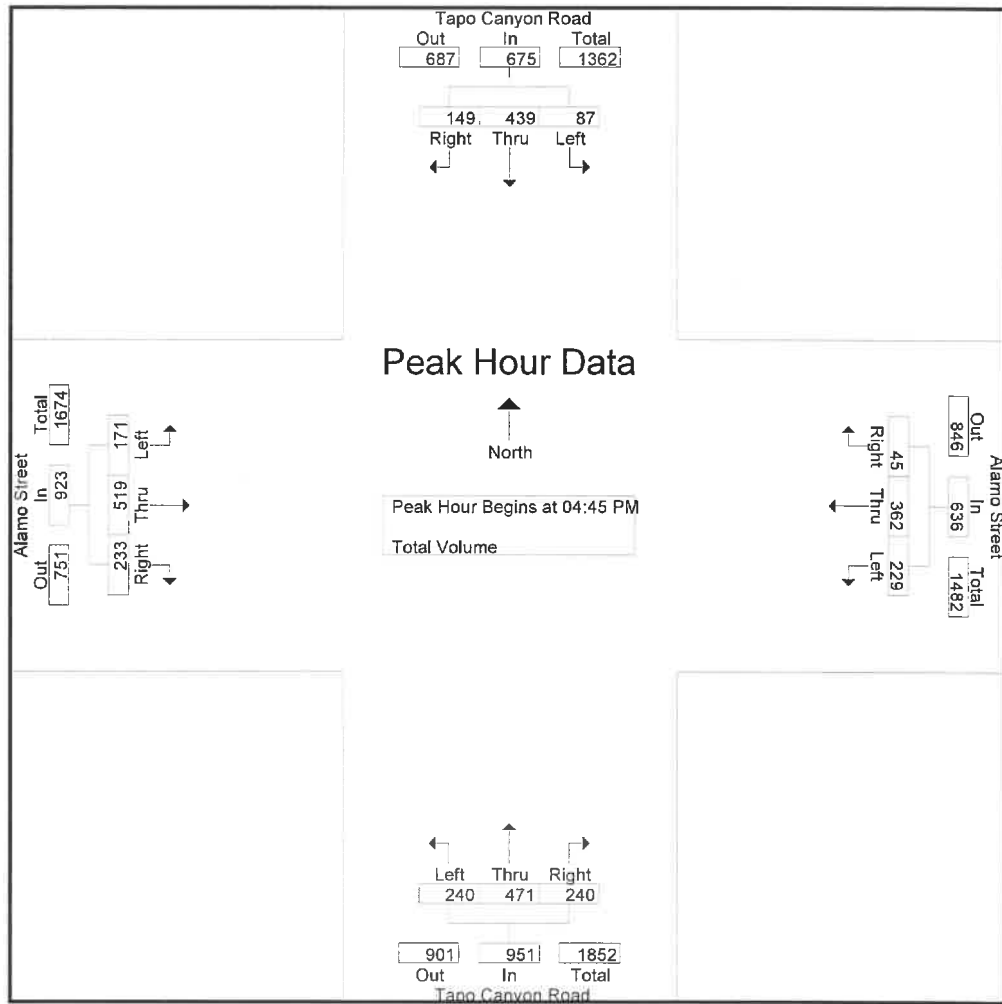 Tapo Canyon Road
Out In Total
687 675 1362
149 439 87
Right Thru Left
Peak Hour Data
North
Peak Hour Begins at 04:45 PM
Total Volume
Alamo Street
Out In Total
751 923 1674
233 519 171
Right Thru Left
Alamo Street
Out In Total
846 636 1482
45 362 229
Right Thru Left
Left Thru Right
240 471 240
901 951 1852
Out In Total
Tapo Canyon Road